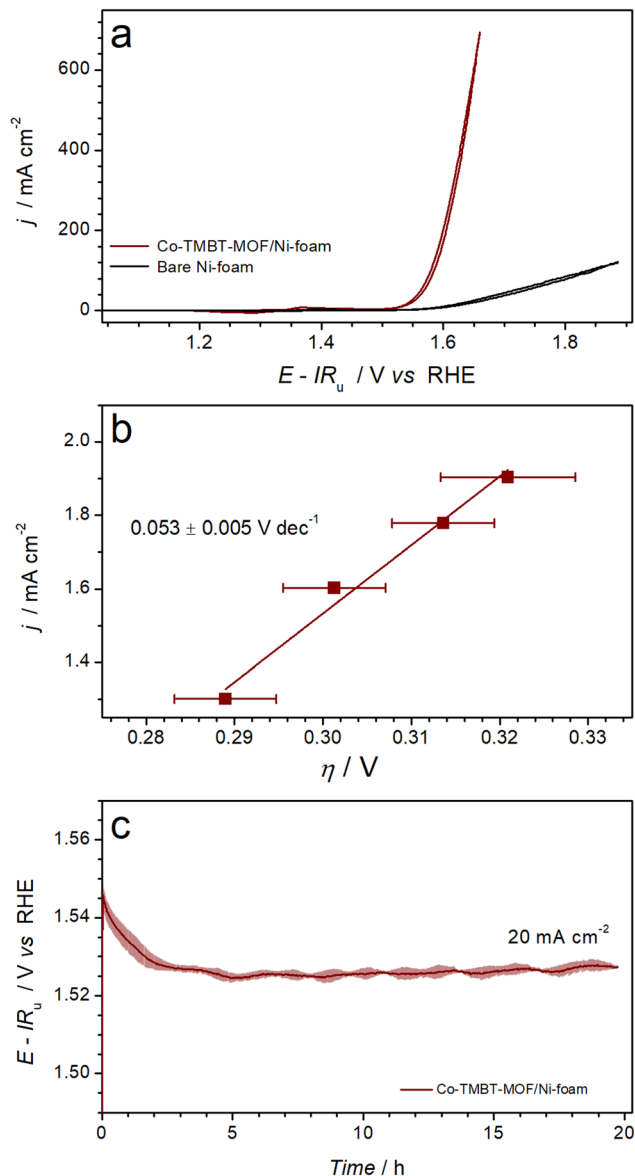 a
600
400
200
0
j / mA cm⁻²
Co-TMBT-MOF/Ni-foam
Bare Ni-foam
1.2 1.4 1.6 1.8
E - IRᵤ / V vs RHE
b
2.0
1.8
1.6
1.4
j / mA cm⁻²
0.053 ± 0.005 V dec⁻¹
0.28 0.29 0.30 0.31 0.32 0.33
η / V
c
1.56
1.54
1.52
1.50
E - IRᵤ / V vs RHE
20 mA cm⁻²
Co-TMBT-MOF/Ni-foam
0 5 10 15 20
Time / h